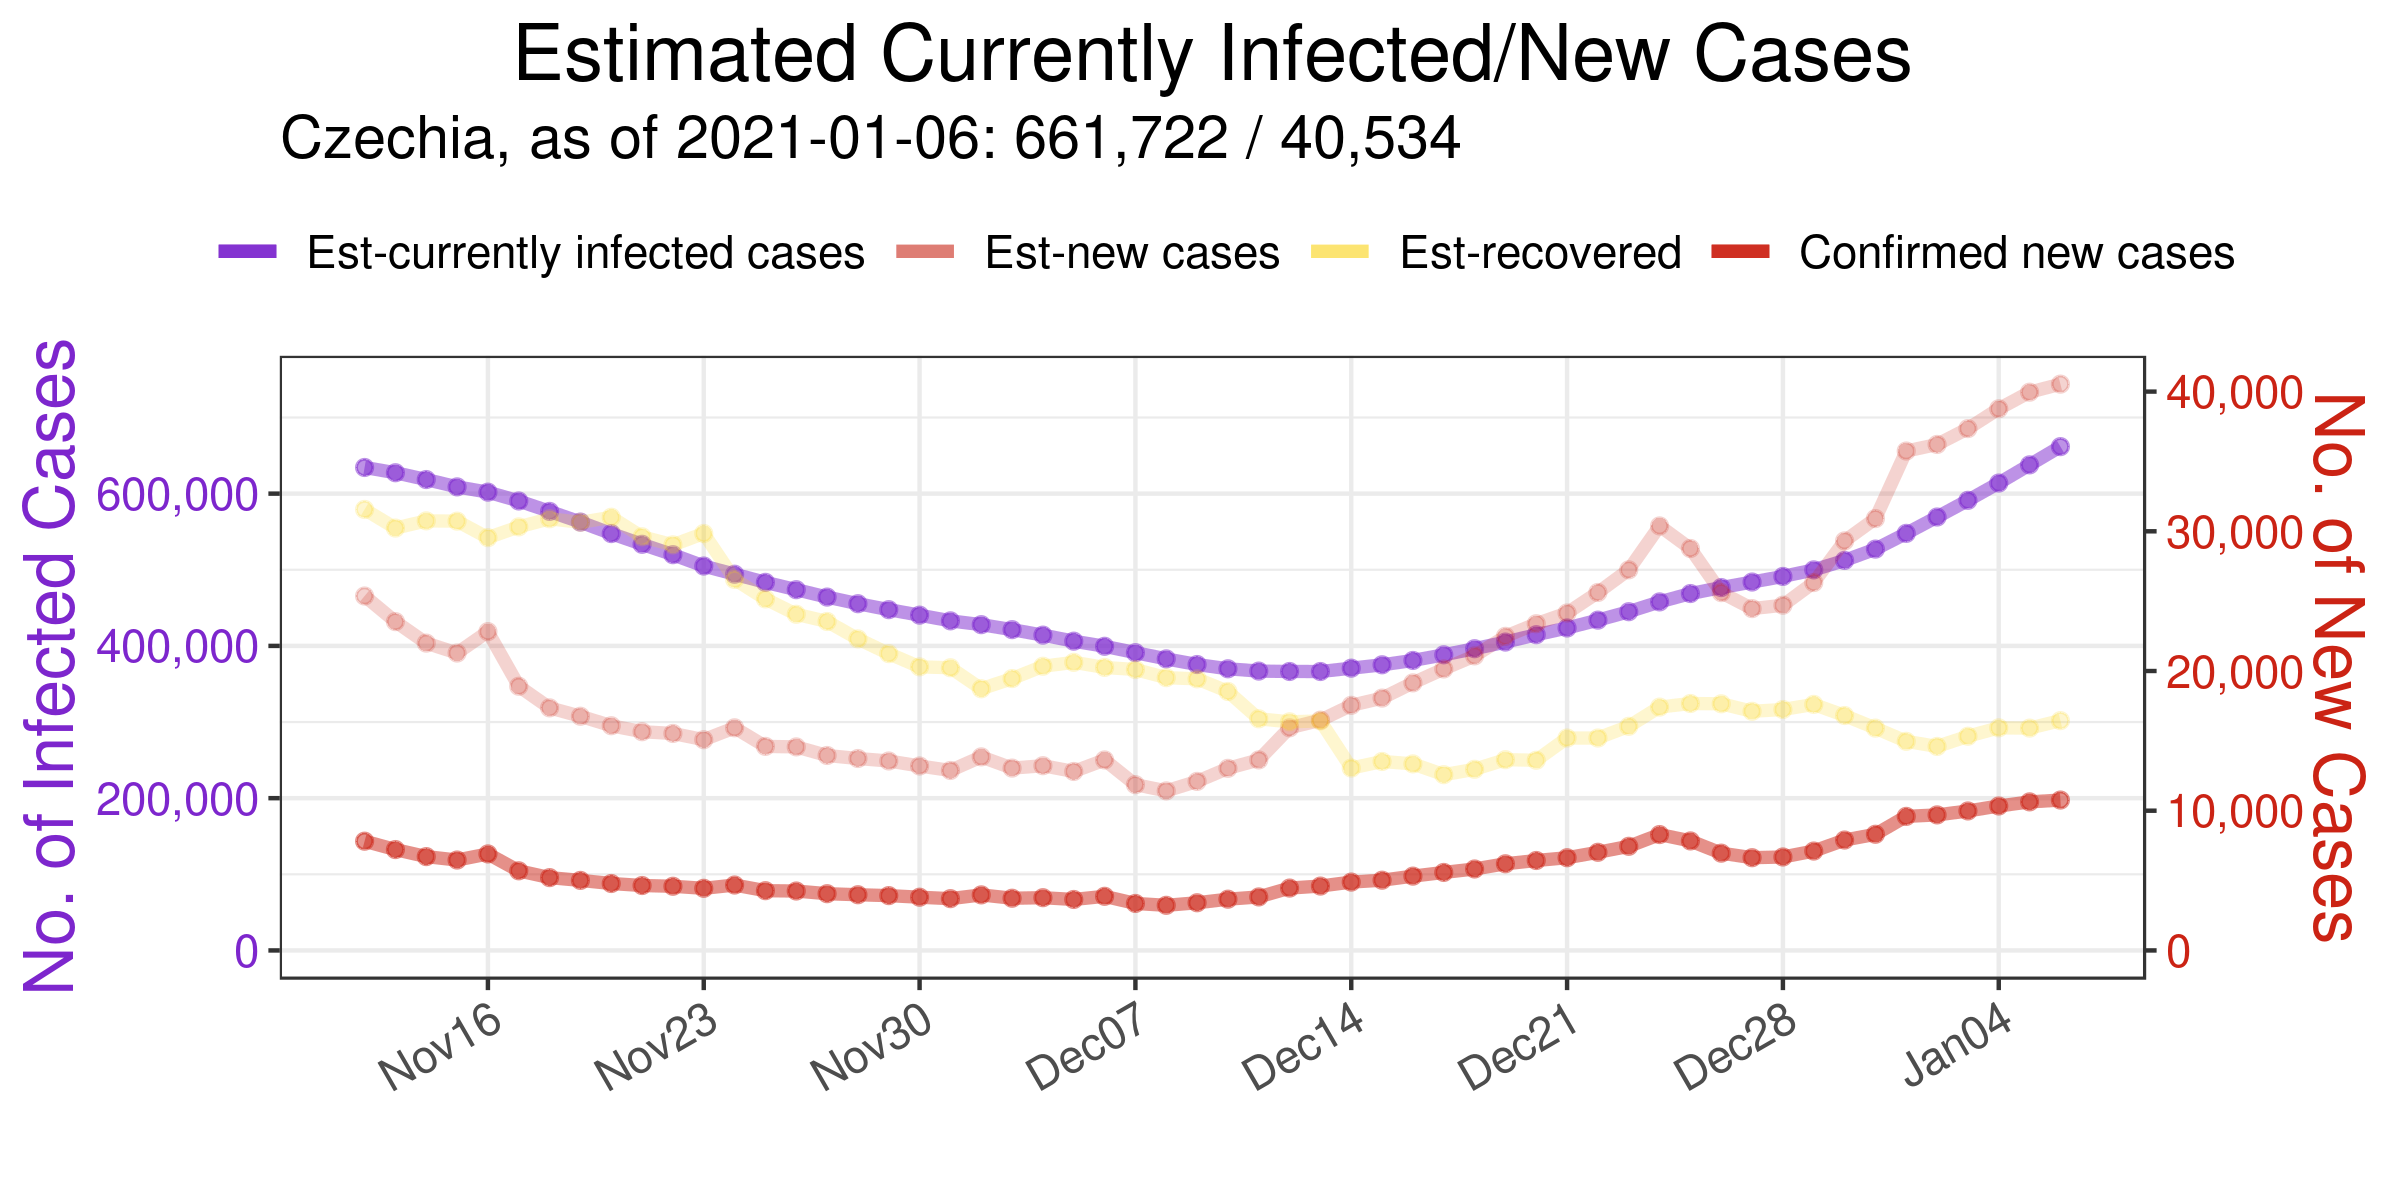 Estimated Currently Infected/New Cases
Czechia, as of 2021-01-06: 661,722 / 40,534
Est-currently infected cases Est-new cases Est-recovered Confirmed new cases
No. of Infected Cases
600,000
400,000
200,000
0
40,000
30,000
20,000
10,000
0
No. of New Cases
Nov16 Nov23 Nov30 Dec07 Dec14 Dec21 Dec28 Jan04